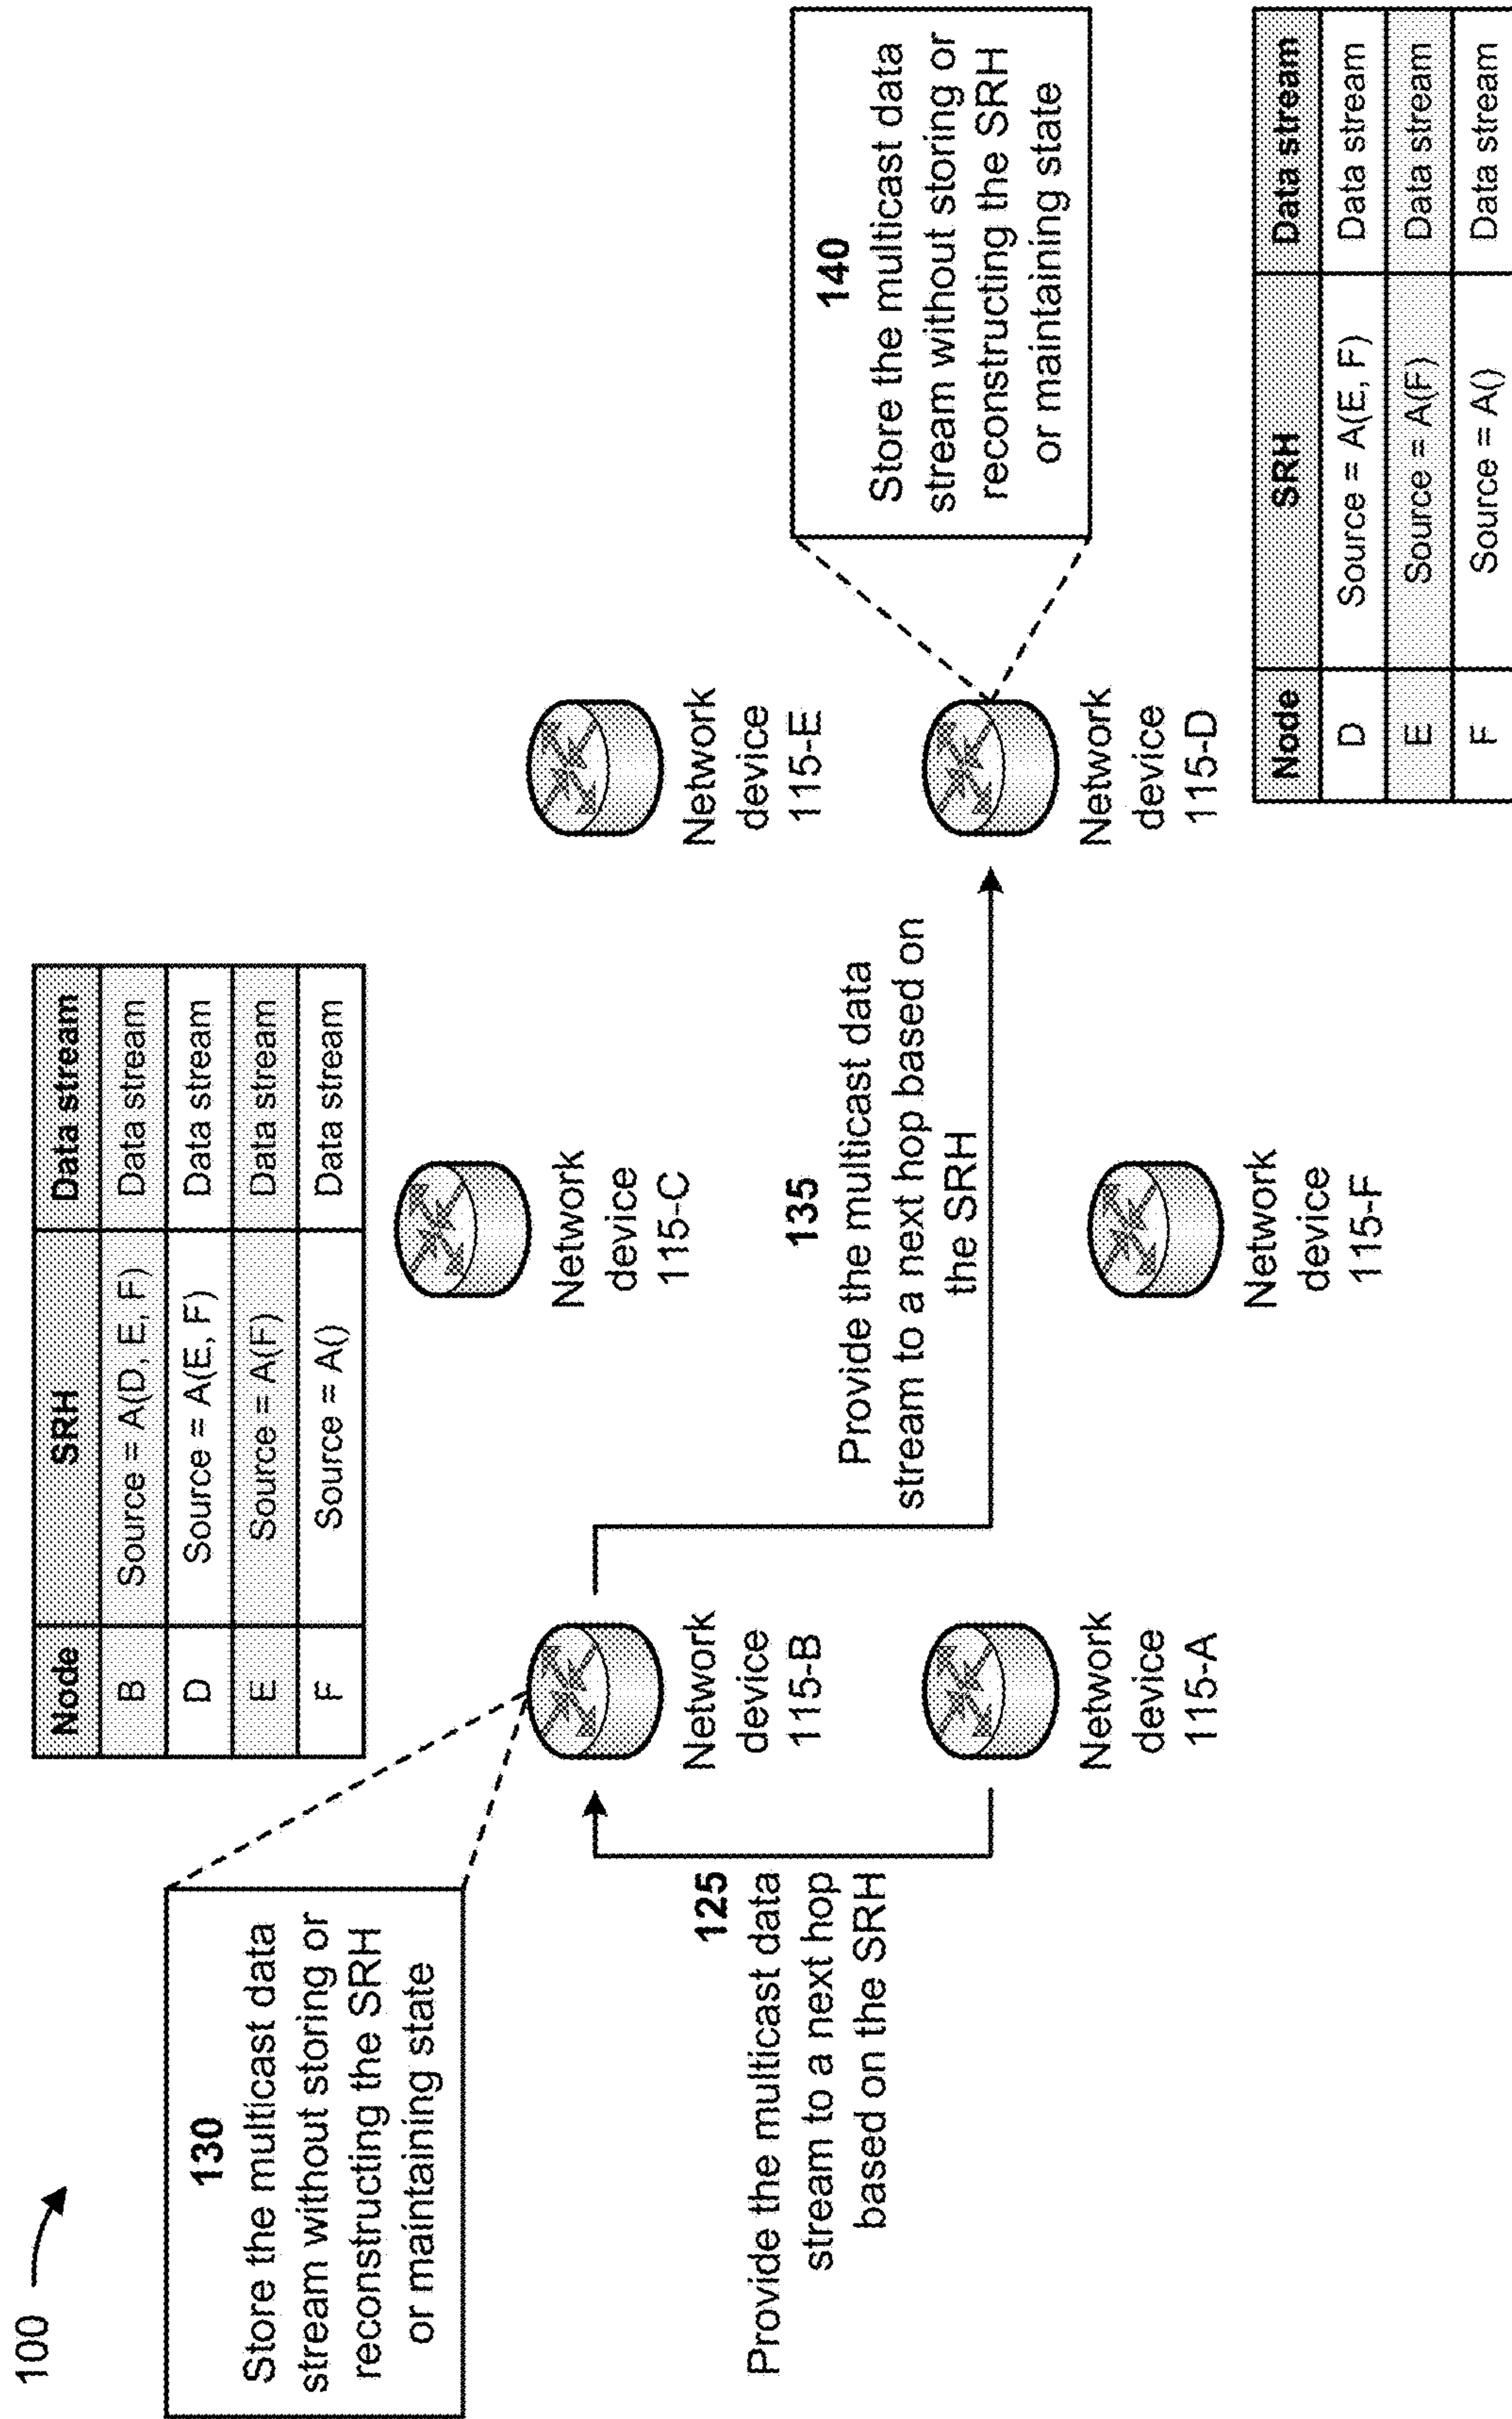 100
130
Store the multicast data
stream without storing or
reconstructing the SRH
or maintaining state
Node SRH Data stream
B Source = A(D, E, F) Data stream
D Source = A(E, F) Data stream
E Source = A(F) Data stream
F Source = A() Data stream
Network
device
115-B
Network
device
115-C
Network
device
115-E
125
Provide the multicast data
stream to a next hop
based on the SRH
135
Provide the multicast data
stream to a next hop based on
the SRH
140
Store the multicast data
stream without storing or
reconstructing the SRH
or maintaining state
Network
device
115-A
Network
device
115-F
Network
device
115-D
Node SRH Data stream
D Source = A(E, F) Data stream
E Source = A(F) Data stream
F Source = A() Data stream